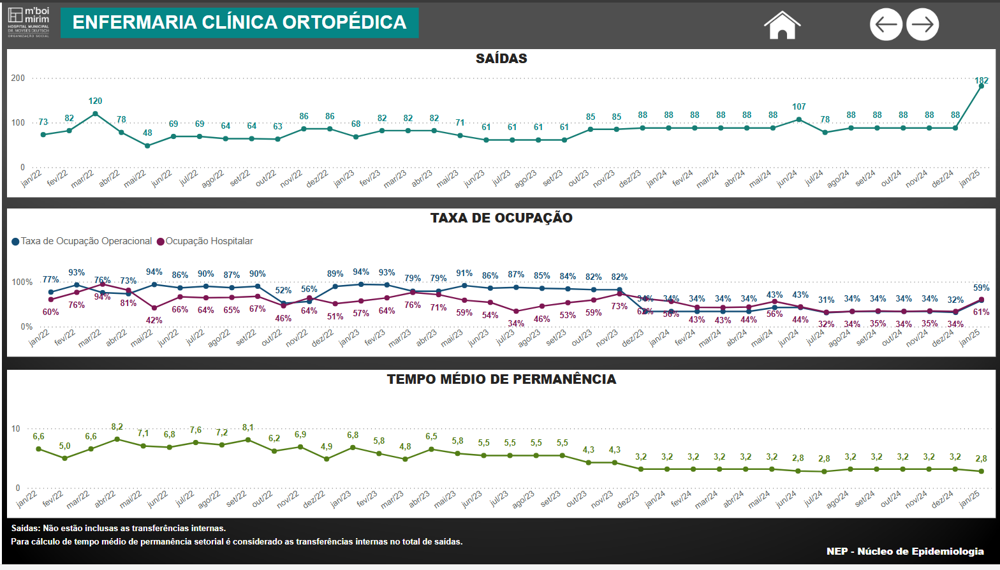 m'boi
mirim
HOSPITAL MUNICIPAL
DR. MOYSÉS DEUTSCH
ORGANIZAÇÃO SOCIAL
ENFERMARIA CLÍNICA ORTOPÉDICA
SAÍDAS
200
100
0
73 82 120 78 48 69 69 64 64 63 86 86 68 82 82 82 71 61 61 61 61 85 85 88 88 88 88 88 88 107 78 88 88 88 88 88 182
jan/22 fev/22 mar/22 abr/22 mai/22 jun/22 jul/22 ago/22 set/22 out/22 nov/22 dez/22 jan/23 fev/23 mar/23 abr/23 mai/23 jun/23 jul/23 ago/23 set/23 out/23 nov/23 dez/23 jan/24 fev/24 mar/24 abr/24 mai/24 jun/24 jul/24 ago/24 set/24 out/24 nov/24 dez/24 jan/25
TAXA DE OCUPAÇÃO
Taxa de Ocupação Operacional Ocupação Hospitalar
100%
0%
77% 93% 76% 73% 94% 86% 90% 87% 90% 52% 56% 89% 94% 93% 79% 79% 91% 86% 87% 85% 84% 82% 82% 34% 34% 34% 34% 34% 43% 43% 31% 34% 34% 34% 34% 32% 59%
60% 76% 94% 81% 42% 66% 64% 65% 67% 46% 64% 51% 57% 64% 76% 71% 59% 54% 34% 46% 53% 59% 73% 62% 56% 43% 43% 44% 56% 44% 32% 34% 35% 34% 35% 34% 61%
jan/22 fev/22 mar/22 abr/22 mai/22 jun/22 jul/22 ago/22 set/22 out/22 nov/22 dez/22 jan/23 fev/23 mar/23 abr/23 mai/23 jun/23 jul/23 ago/23 set/23 out/23 nov/23 dez/23 jan/24 fev/24 mar/24 abr/24 mai/24 jun/24 jul/24 ago/24 set/24 out/24 nov/24 dez/24 jan/25
TEMPO MÉDIO DE PERMANÊNCIA
10
0
6,6 5,0 6,6 8,2 7,1 6,8 7,6 7,2 8,1 6,2 6,9 4,9 6,8 5,8 4,8 6,5 5,8 5,5 5,5 5,5 5,5 4,3 4,3 3,2 3,2 3,2 3,2 3,2 3,2 2,8 2,8 3,2 3,2 3,2 3,2 3,2 2,8
jan/22 fev/22 mar/22 abr/22 mai/22 jun/22 jul/22 ago/22 set/22 out/22 nov/22 dez/22 jan/23 fev/23 mar/23 abr/23 mai/23 jun/23 jul/23 ago/23 set/23 out/23 nov/23 dez/23 jan/24 fev/24 mar/24 abr/24 mai/24 jun/24 jul/24 ago/24 set/24 out/24 nov/24 dez/24 jan/25
Saídas: Não estão inclusas as transferências internas.
Para cálculo de tempo médio de permanência setorial é considerado as transferências internas no total de saídas.
NEP - Núcleo de Epidemiologia